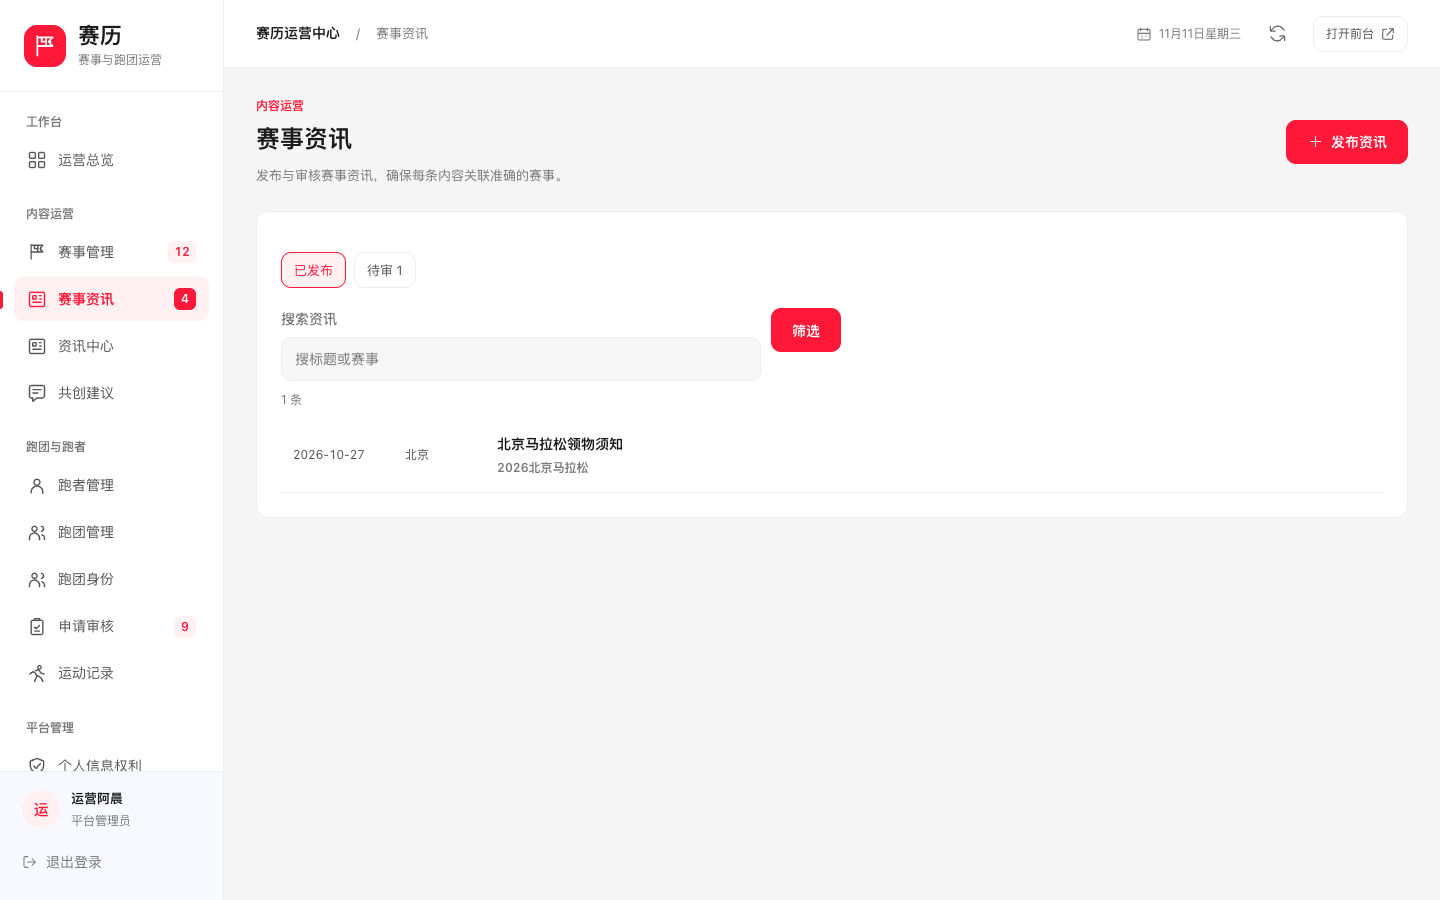 赛历
赛事与跑团运营
工作台
运营总览
内容运营
赛事管理 12
赛事资讯 4
资讯中心
共创建议
跑团与跑者
跑者管理
跑团管理
跑团身份
申请审核 9
运动记录
平台管理
个人信息权利
运
运营阿晨
平台管理员
退出登录
赛历运营中心 / 赛事资讯
11月11日星期三
打开前台
内容运营
赛事资讯
发布与审核赛事资讯，确保每条内容关联准确的赛事。
发布资讯
已发布 待审 1
搜索资讯
搜标题或赛事
筛选
1 条
2026-10-27 北京 北京马拉松领物须知
2026北京马拉松